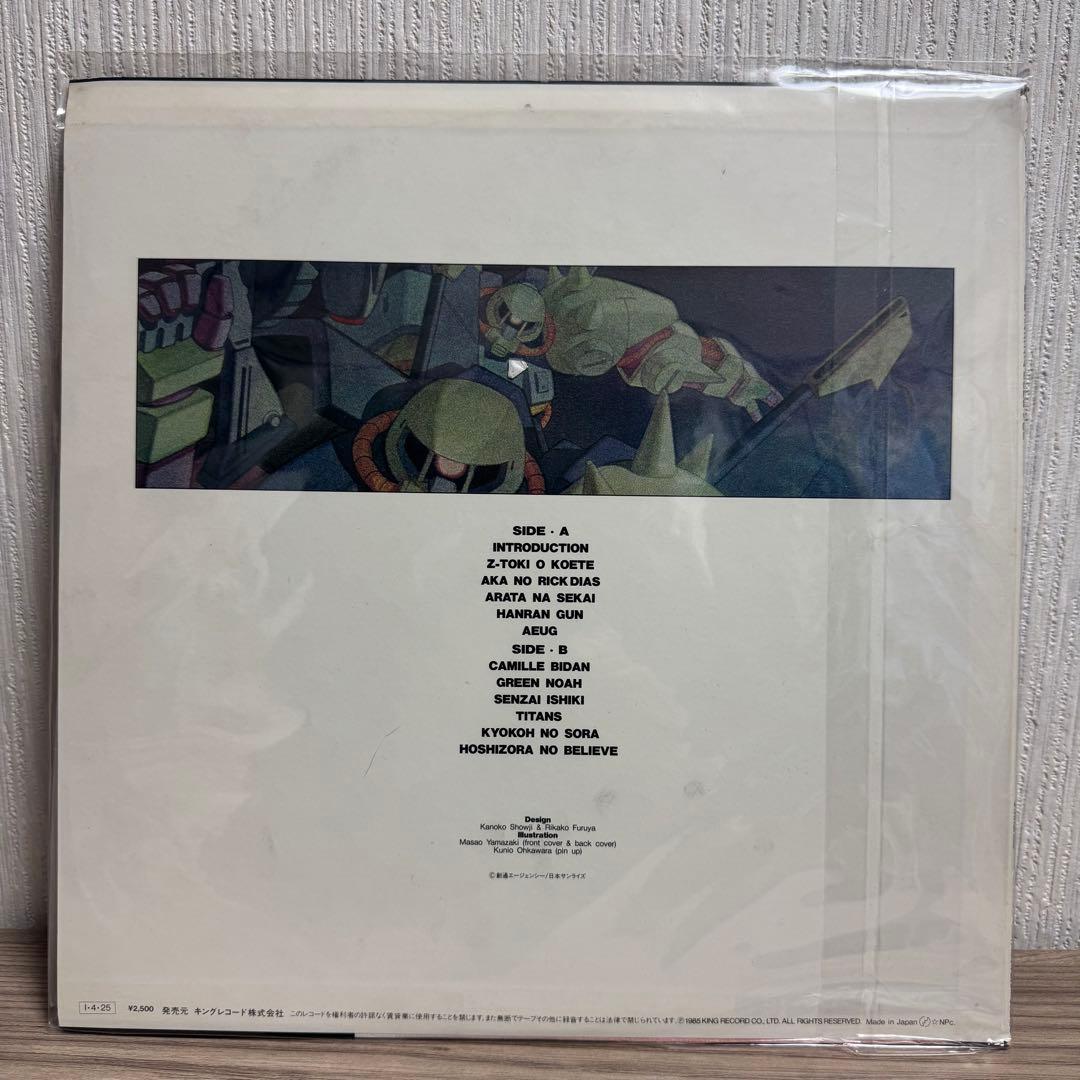 SIDE・A
INTRODUCTION
Z-TOKI O KOETE
AKA NO RICK DIAS
ARATA NA SEKAI
HANRAN GUN
AEUG
SIDE・B
CAMILLE BIDAN
GREEN NOAH
SENZAI ISHIKI
TITANS
KYOKOH NO SORA
HOSHIZORA NO BELIEVE
Design
Kanoko Showji & Rikako Furuya
Illustration
Masao Yamazaki (front cover & back cover)
Kunio Ohkawara (pin up)
©創通エージェンシー/日本サンライズ
I・4・25 ¥2,500 発売元 キングレコード株式会社 このレコードを権利者の許諾なく賃貸業に使用することを禁じます。また無断でテープその他に録音することは法律で禁じられています。℗1985 KING RECORD CO., LTD. ALL RIGHTS RESERVED. Made in Japan ☆NPc.